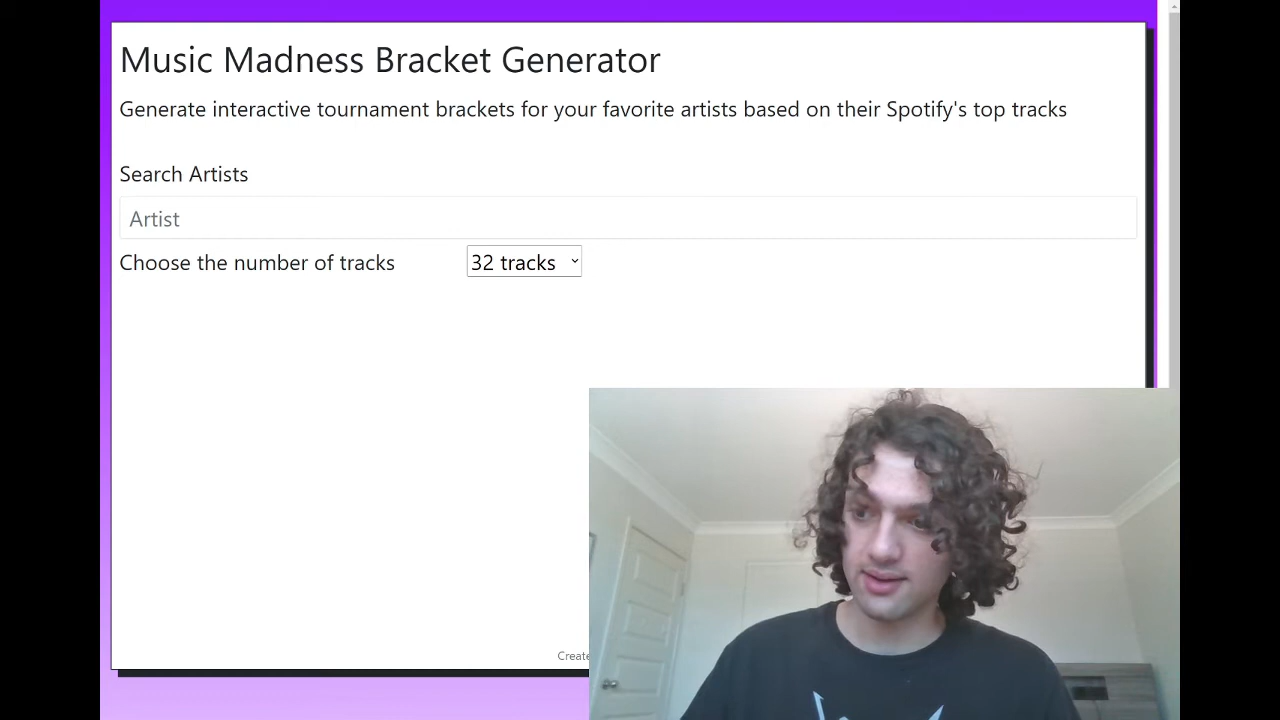 Music Madness Bracket Generator
Generate interactive tournament brackets for your favorite artists based on their Spotify's top tracks
Search Artists
Artist
Choose the number of tracks 32 tracks